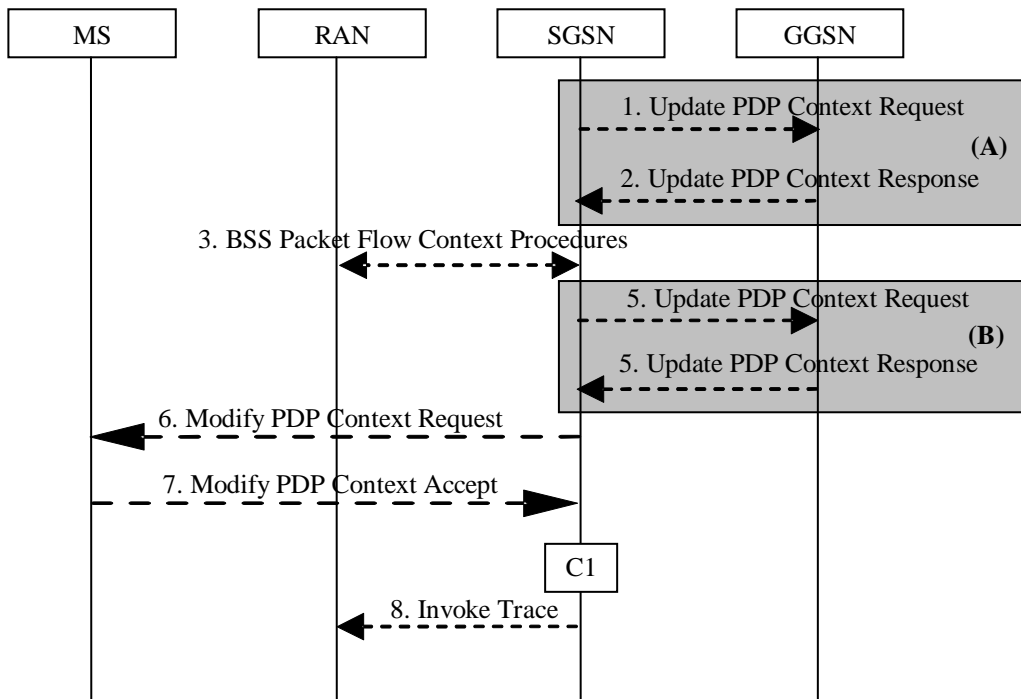 MS
RAN
SGSN
GGSN
1. Update PDP Context Request
(A)
2. Update PDP Context Response
3. BSS Packet Flow Context Procedures
5. Update PDP Context Request
(B)
5. Update PDP Context Response
6. Modify PDP Context Request
7. Modify PDP Context Accept
C1
8. Invoke Trace